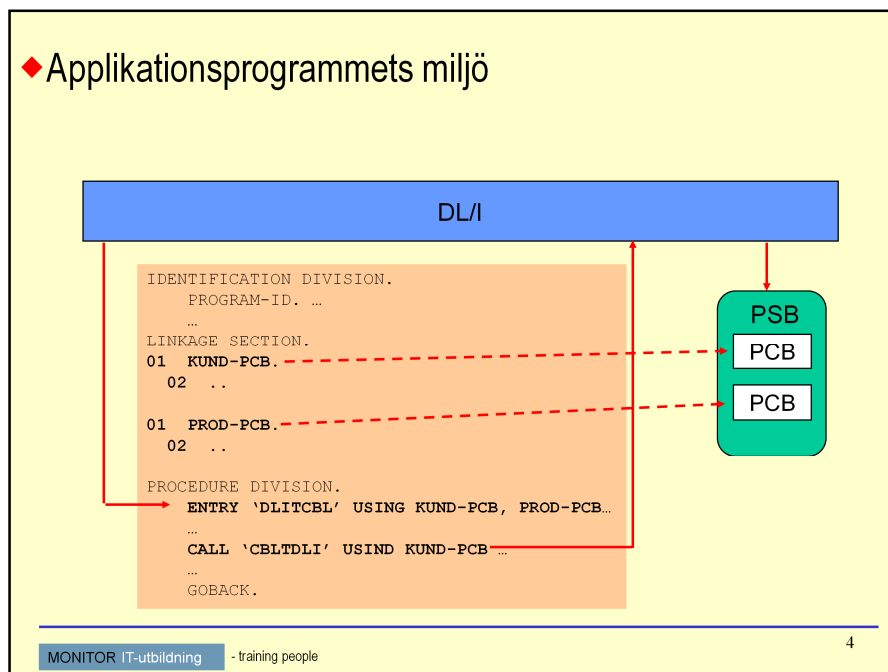 Applikationsprogrammets miljö
DL/I
IDENTIFICATION DIVISION.
PROGRAM-ID. …
…
LINKAGE SECTION.
01 KUND-PCB.
02 ..
01 PROD-PCB.
02 ..
PROCEDURE DIVISION.
ENTRY ‘DLITCBL’ USING KUND-PCB, PROD-PCB…
…
CALL ‘CBLTDLI’ USIND KUND-PCB …
…
GOBACK.
PSB
PCB
PCB
MONITOR IT-utbildning - training people
4